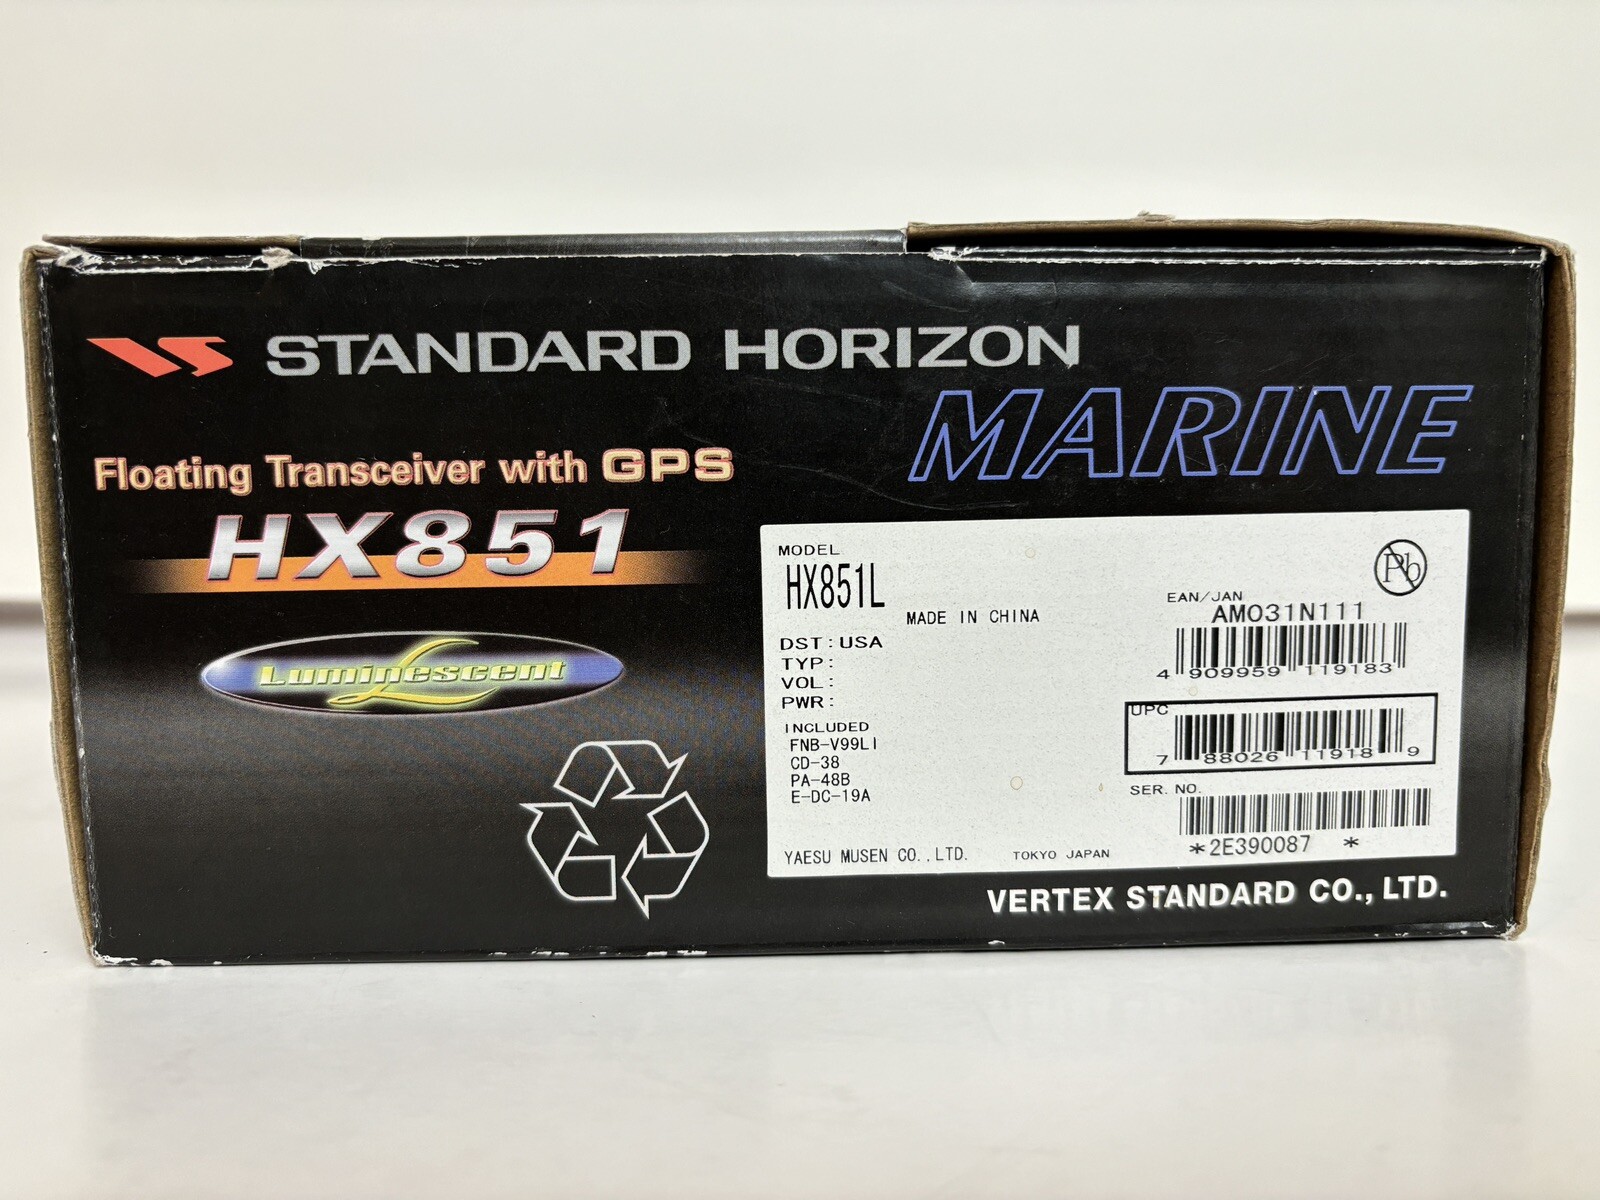 VS STANDARD HORIZON
MARINE
Floating Transceiver with GPS
HX851
Luminescent
L
MODEL
HX851L
MADE IN CHINA
DST:USA
TYP:
VOL:
PWR:
INCLUDED
FNB-V99LI
CD-38
PA-48B
E-DC-19A
YAESU MUSEN CO.,LTD. TOKYO JAPAN
Pb
EAN/JAN
AM031N111
4 909959 119183
UPC
7 88026 11918 9
SER. NO.
*2E390087 *
VERTEX STANDARD CO., LTD.